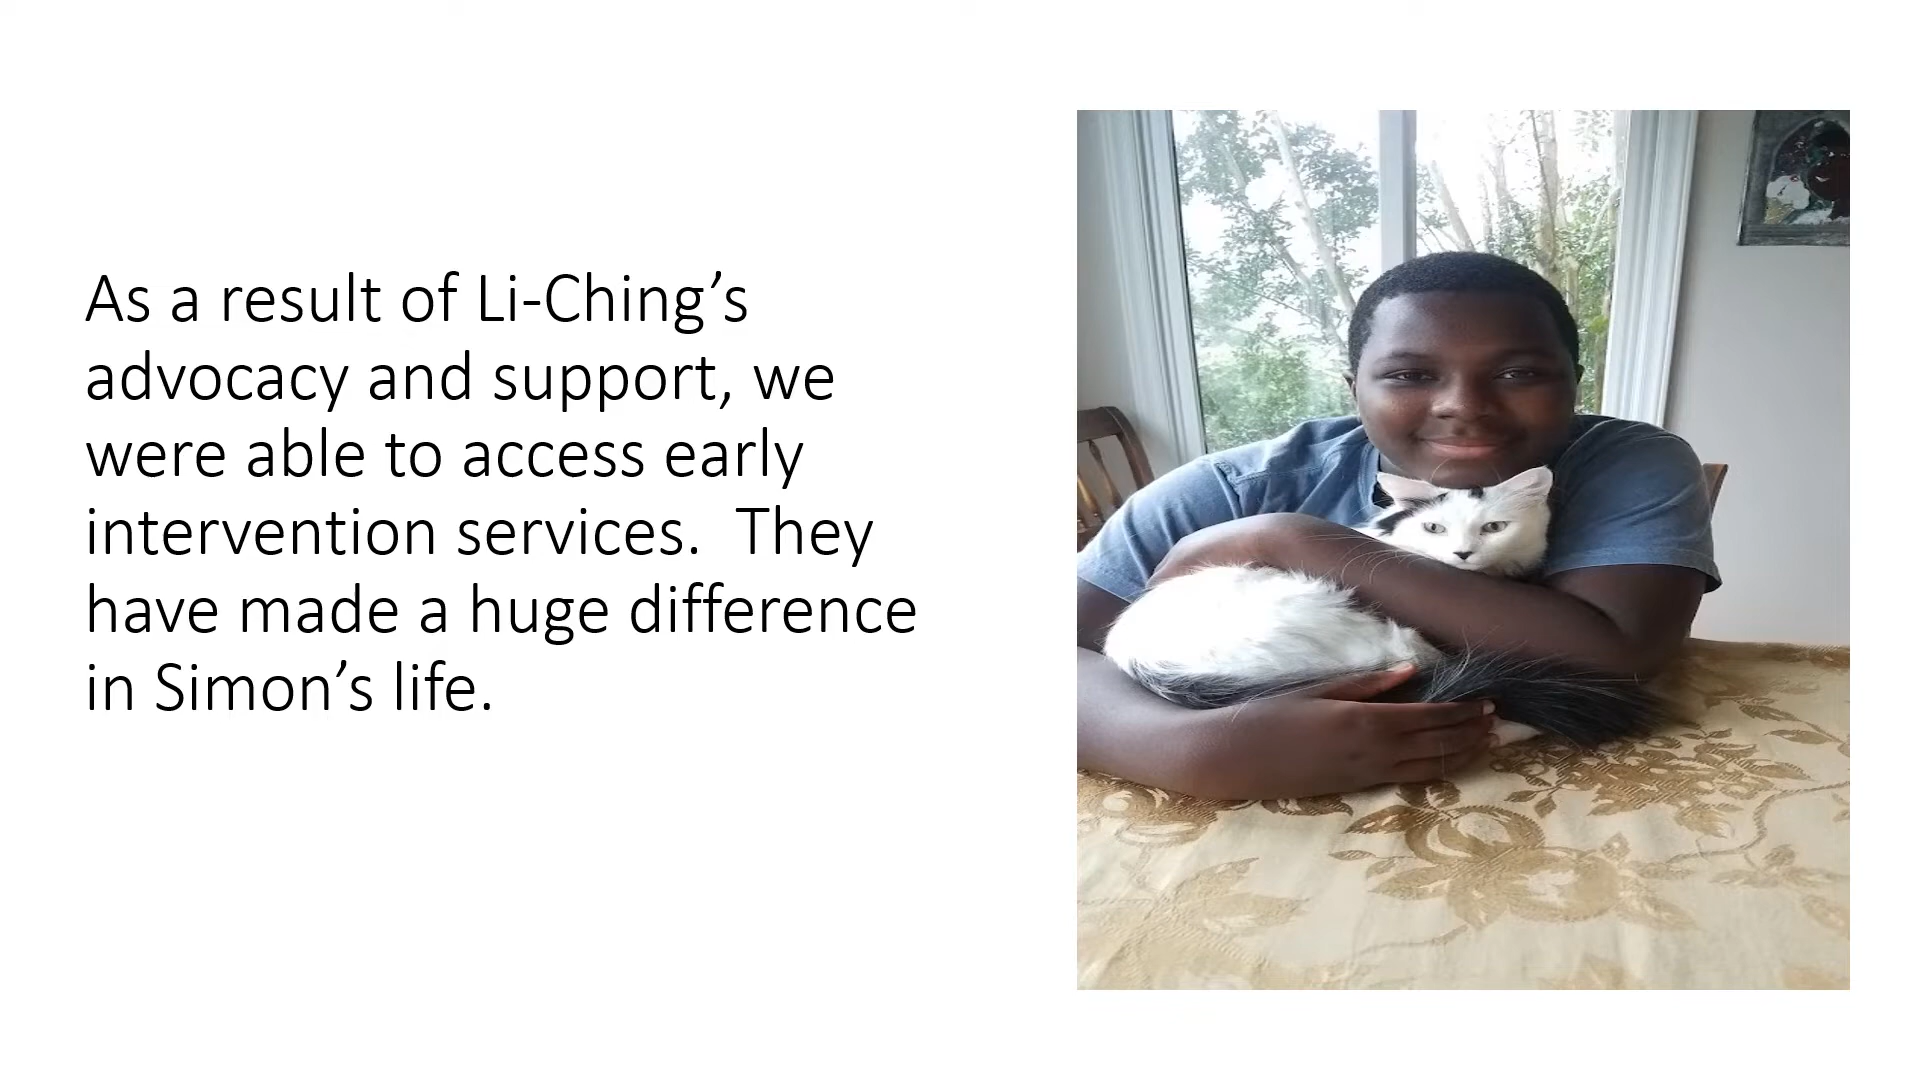 As a result of Li-Ching’s
advocacy and support, we
were able to access early
intervention services.  They
have made a huge difference
in Simon’s life.